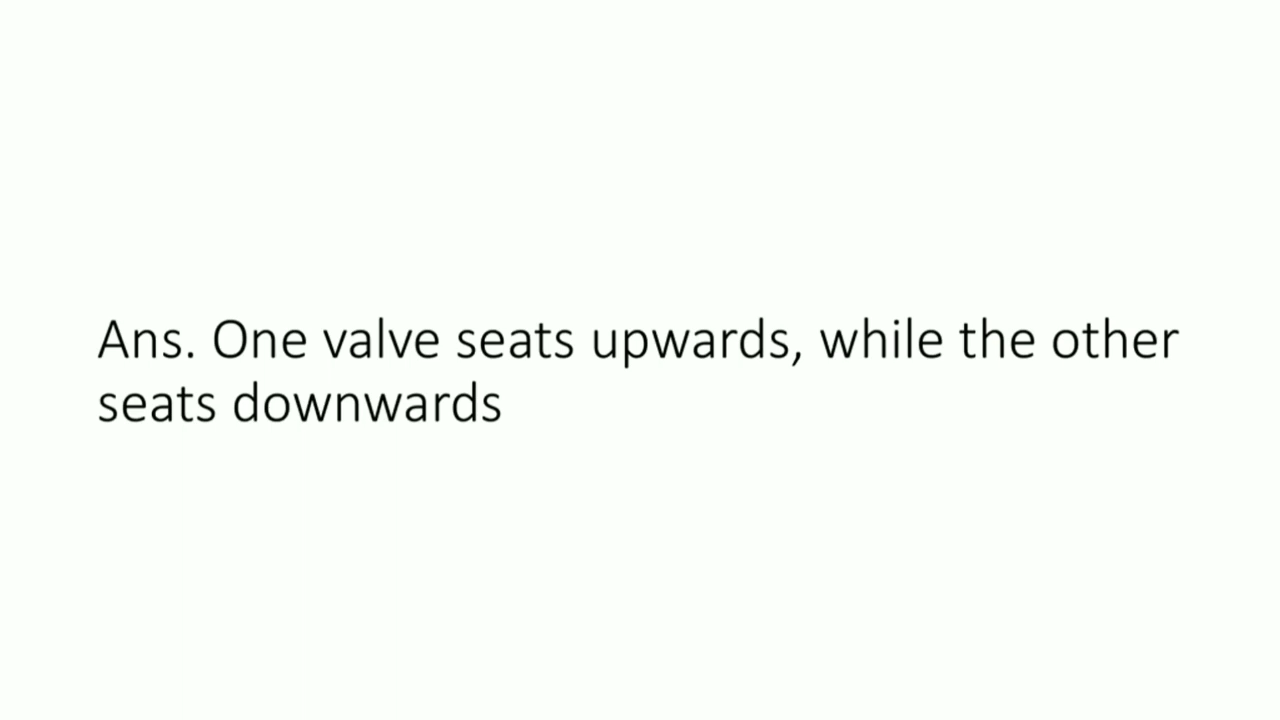 Ans. One valve seats upwards, while the other
seats downwards